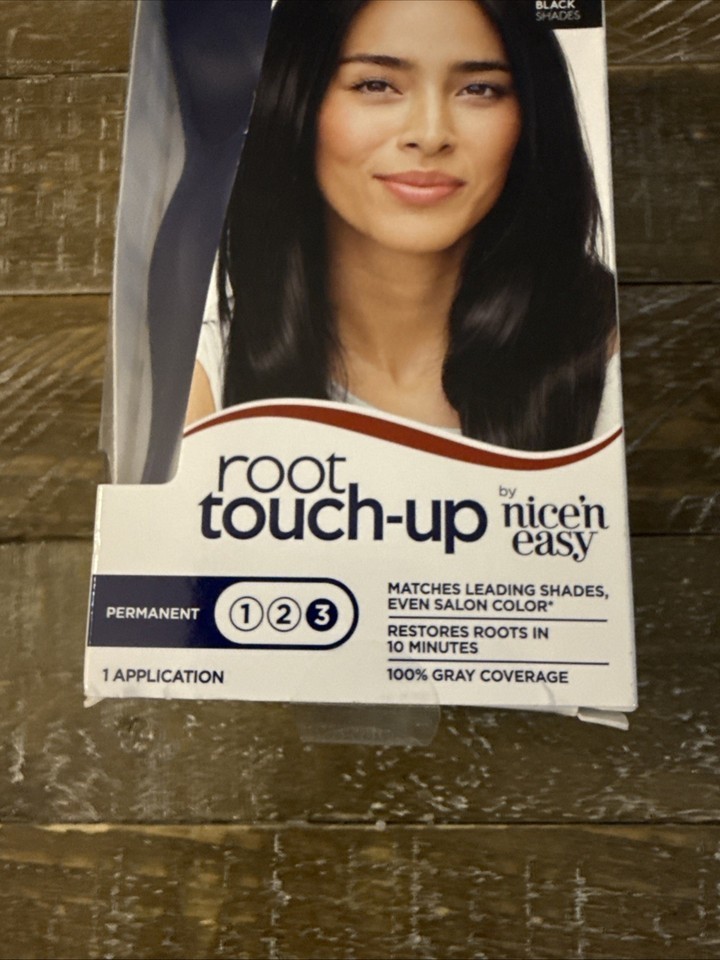 BLACK
SHADES
root
touch-up
by
nice'n
easy
PERMANENT 1 2 3
1 APPLICATION
MATCHES LEADING SHADES,
EVEN SALON COLOR*
RESTORES ROOTS IN
10 MINUTES
100% GRAY COVERAGE